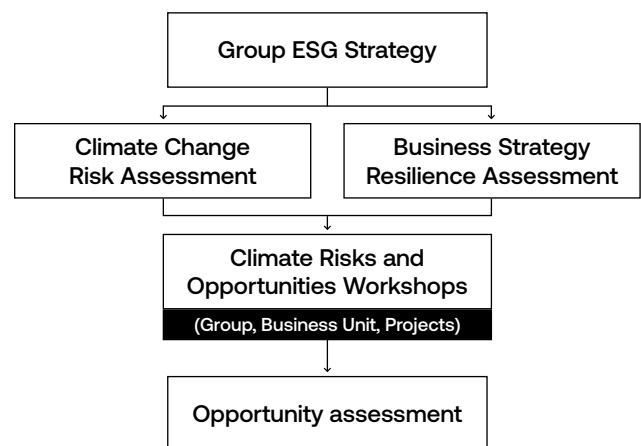 Group ESG Strategy
Climate Change
Risk Assessment
Business Strategy
Resilience Assessment
Climate Risks and
Opportunities Workshops
(Group, Business Unit, Projects)
Opportunity assessment